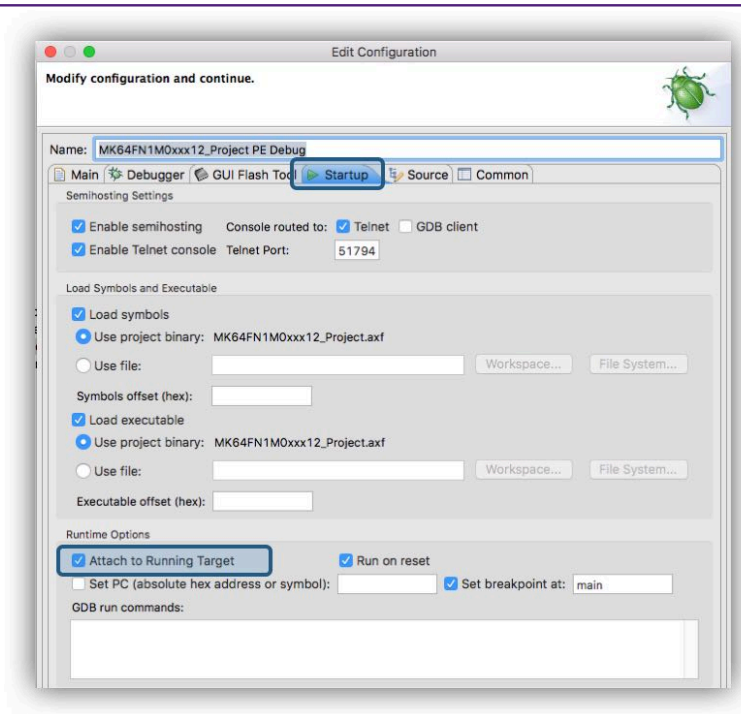 Edit Configuration
Modify configuration and continue.
Name: MK64FN1M0xxx12_Project PE Debug
Main Debugger GUI Flash Tool Startup Source Common
Semihosting Settings
Enable semihosting Console routed to: Telnet GDB client
Enable Telnet console Telnet Port: 51794
Load Symbols and Executable
Load symbols
Use project binary: MK64FN1M0xxx12_Project.axf
Use file: Workspace... File System...
Symbols offset (hex):
Load executable
Use project binary: MK64FN1M0xxx12_Project.axf
Use file: Workspace... File System...
Executable offset (hex):
Runtime Options
Attach to Running Target Run on reset
Set PC (absolute hex address or symbol): Set breakpoint at: main
GDB run commands: